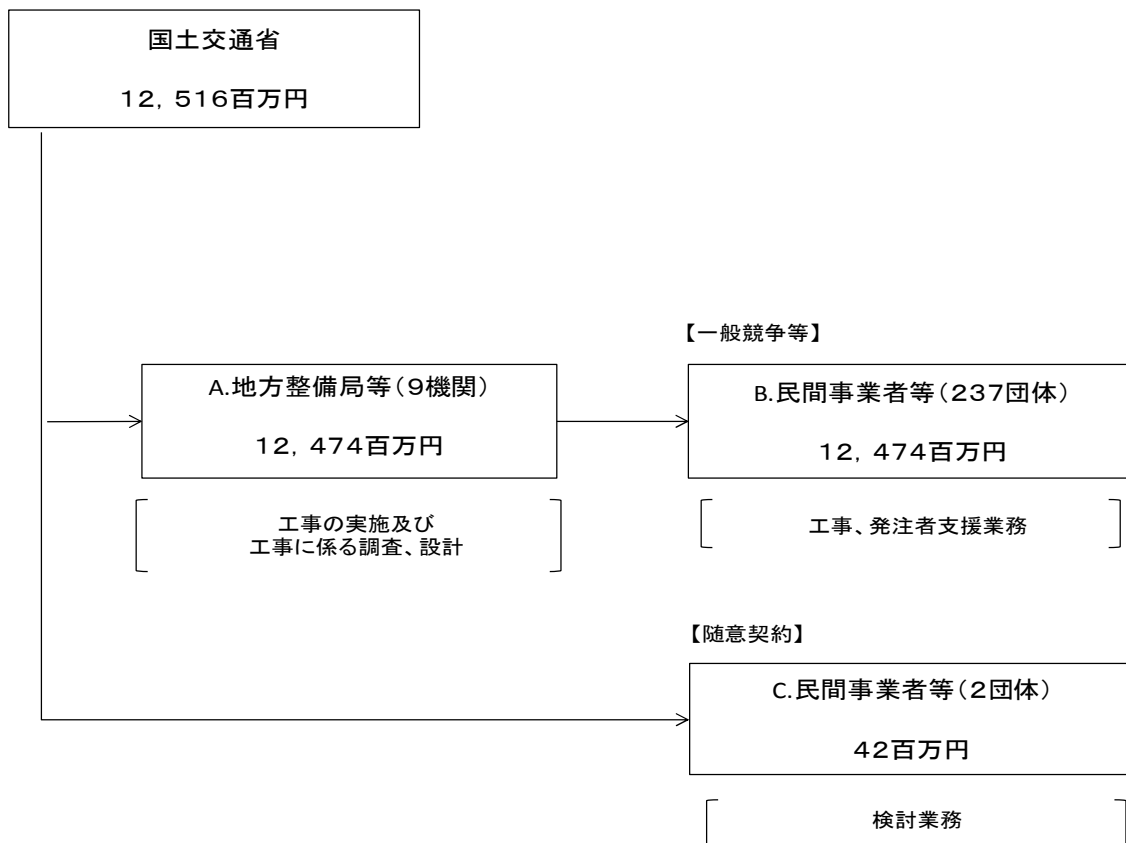 国土交通省
１２，５１６百万円
【一般競争等】
A.地方整備局等（９機関）
１２，４７４百万円
B.民間事業者等（２３７団体）
１２，４７４百万円
工事の実施及び
工事に係る調査、設計
工事、発注者支援業務
【随意契約】
C.民間事業者等（２団体）
４２百万円
検討業務